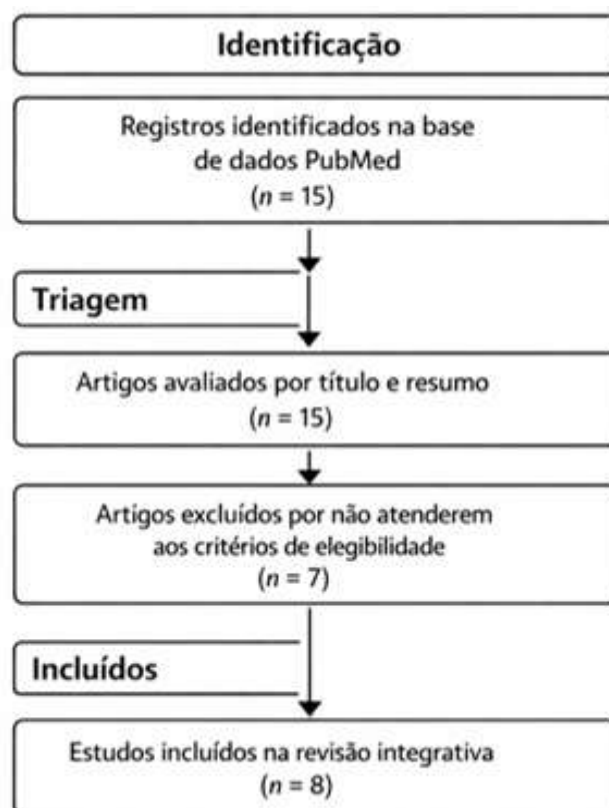 Identificação
Registros identificados na base
de dados PubMed
(n = 15)
Triagem
Artigos avaliados por título e resumo
(n = 15)
Artigos excluídos por não atenderem
aos critérios de elegibilidade
(n = 7)
Incluídos
Estudos incluídos na revisão integrativa
(n = 8)